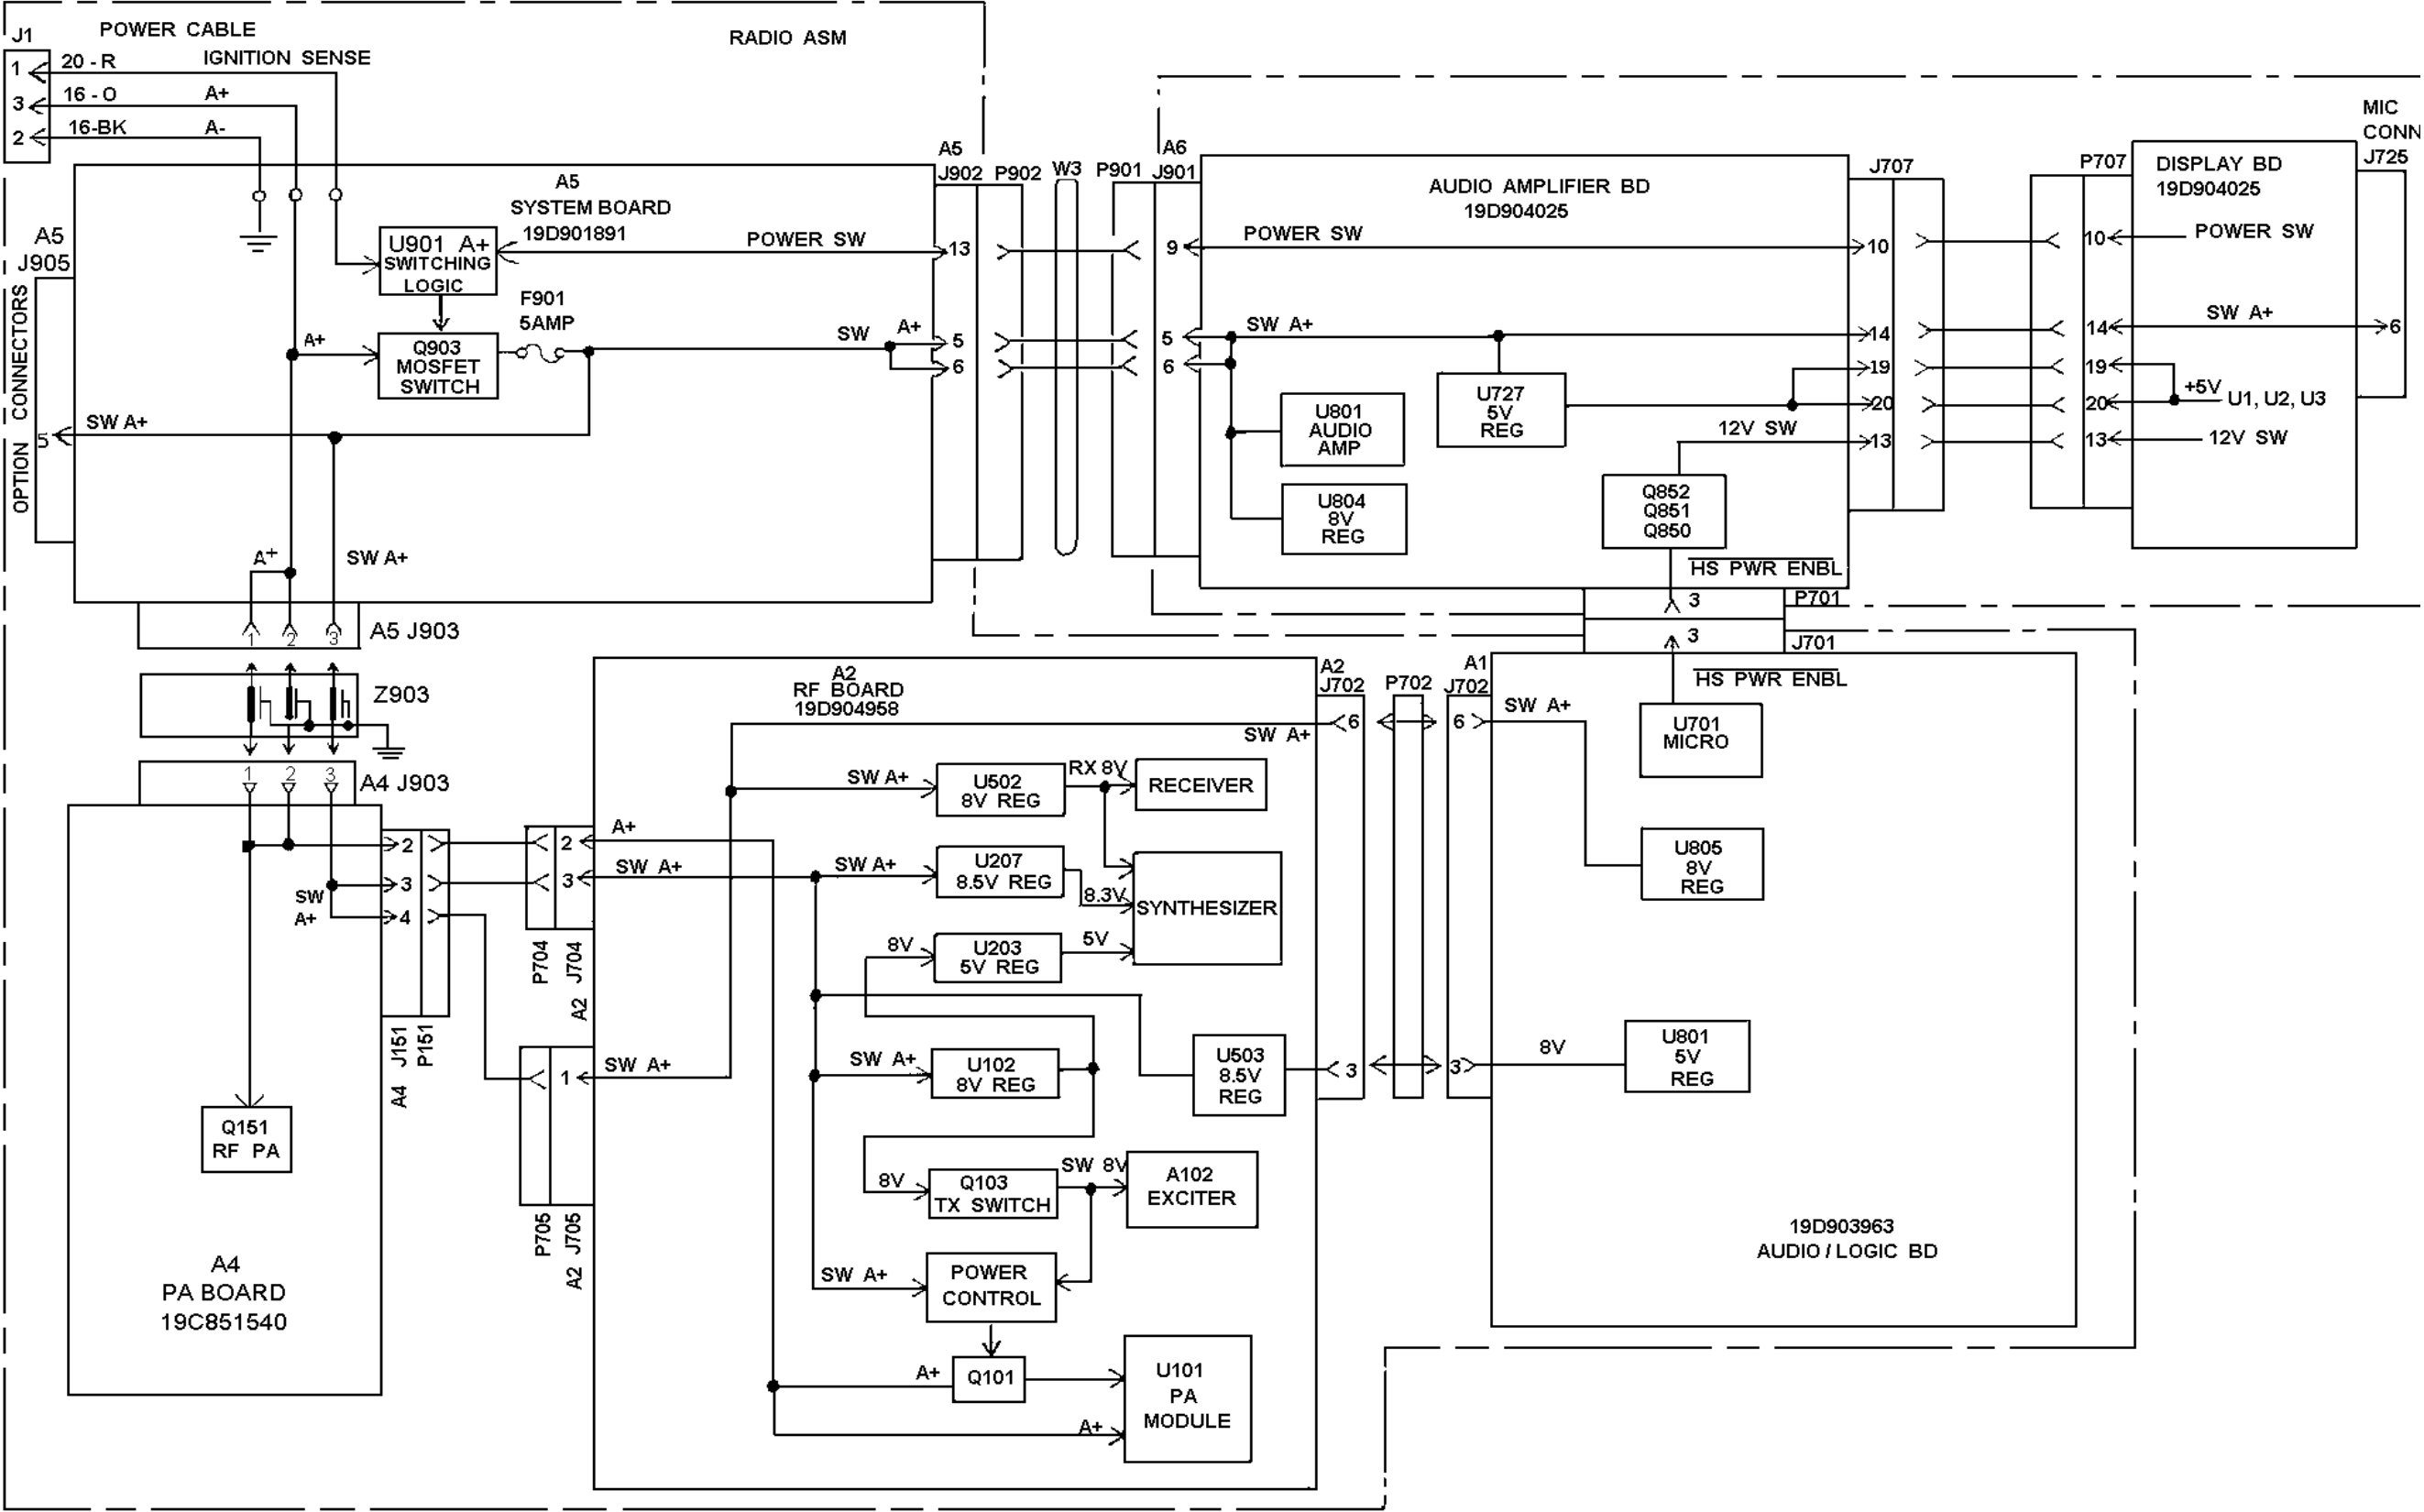 POWER CABLE
RADIO ASM
J1
1
20 - R
IGNITION SENSE
3
16 - O
A+
2
16-BK
A-
A5
SYSTEM BOARD
19D901891
A5
J905
OPTION CONNECTORS
5
SW A+
U901 A+
SWITCHING
LOGIC
POWER SW
A+
Q903
MOSFET
SWITCH
F901
5AMP
SW
A+
A5
J902
P902
13
5
6
W3
P901
A6
J901
9
5
6
AUDIO AMPLIFIER BD
19D904025
POWER SW
SW A+
U801
AUDIO
AMP
U804
8V
REG
U727
5V
REG
12V SW
Q852
Q851
Q850
HS PWR ENBL
J707
10
14
19
20
13
P707
10
14
19
20
13
DISPLAY BD
19D904025
POWER SW
SW A+
+5V
U1, U2, U3
12V SW
MIC
CONN
J725
6
A+
SW A+
1
2
3
A5 J903
Z903
1
2
3
A4 J903
SW
A+
2
3
4
A4 J151
P151
Q151
RF PA
A4
PA BOARD
19C851540
2
3
P704
A2 J704
1
P705
A2 J705
A2
RF BOARD
19D904958
SW A+
SW A+
U502
8V REG
RX 8V
RECEIVER
A+
SW A+
SW A+
U207
8.5V REG
8.3V
SYNTHESIZER
8V
U203
5V REG
5V
SW A+
SW A+
U102
8V REG
U503
8.5V
REG
8V
Q103
TX SWITCH
SW 8V
A102
EXCITER
SW A+
POWER
CONTROL
A+
Q101
A+
U101
PA
MODULE
A2
J702
6
3
P702
A1
J702
6
3
3
P701
3
J701
HS PWR ENBL
SW A+
U701
MICRO
U805
8V
REG
8V
U801
5V
REG
19D903963
AUDIO / LOGIC BD